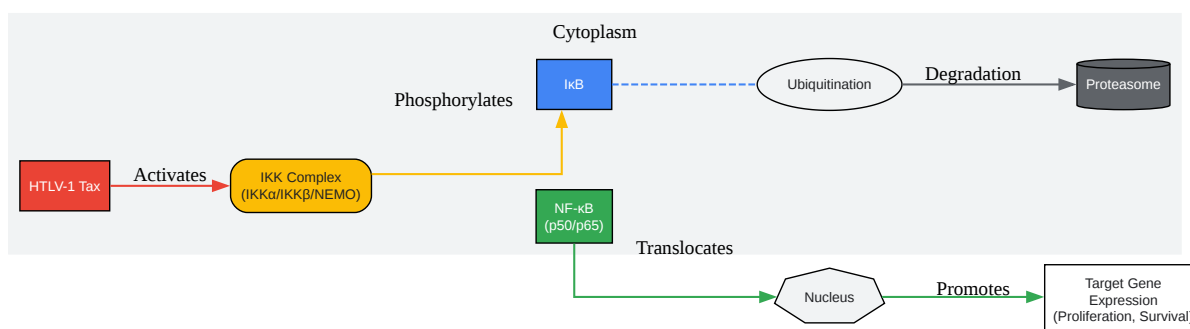 Cytoplasm
IκB
Ubiquitination
Degradation
Proteasome
Phosphorylates
HTLV-1 Tax
Activates
IKK Complex
(IKKα/IKKβ/NEMO)
NF-κB
(p50/p65)
Translocates
Nucleus
Promotes
Target Gene
Expression
(Proliferation, Survival)